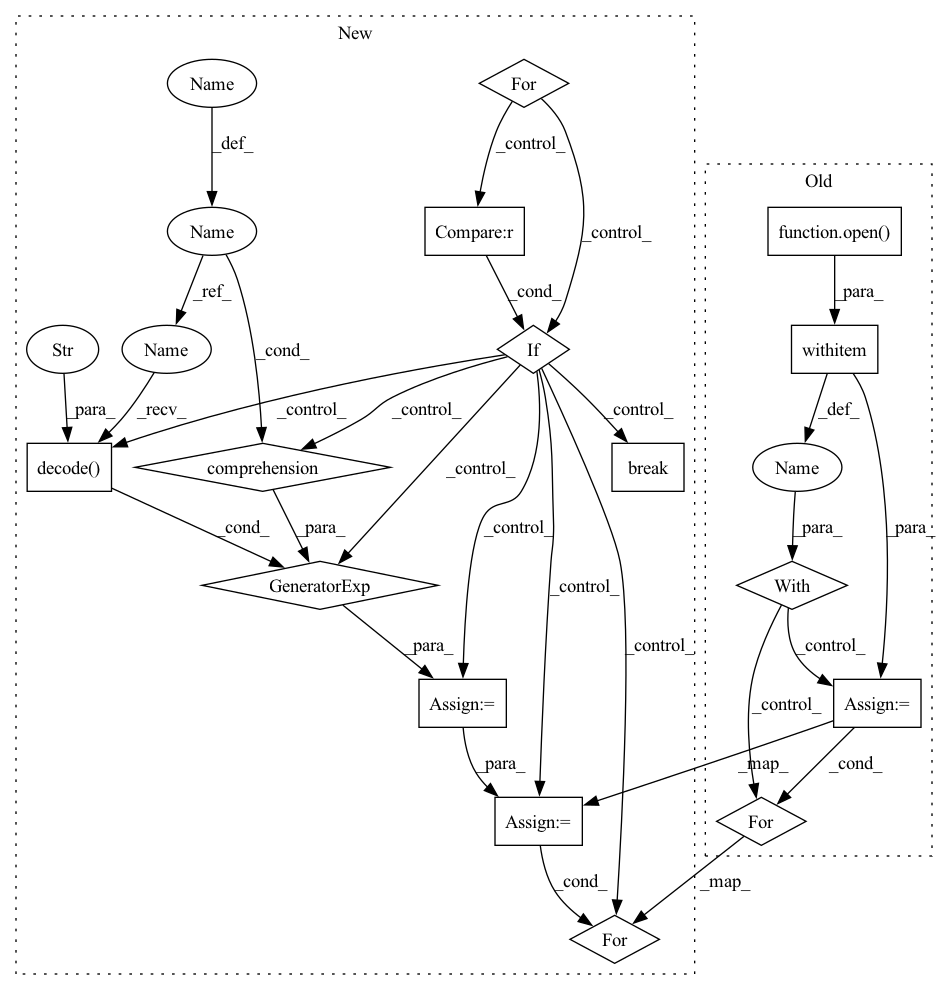 New
Name
For
_def_
_control_
Old
Name
Compare:r
_control_
function.open()
_ref_
_cond_
_para_
Str
Name
_cond_
If
withitem
_para_
_recv_
_control_
_control_
_control_
_def_
decode()
comprehension
_control_
break
Name
_cond_
_para_
_control_
_para_
_para_
GeneratorExp
_control_
With
_para_
_control_
_control_
Assign:=
_control_
Assign:=
_para_
_map_
_cond_
Assign:=
For
_cond_
_map_
For